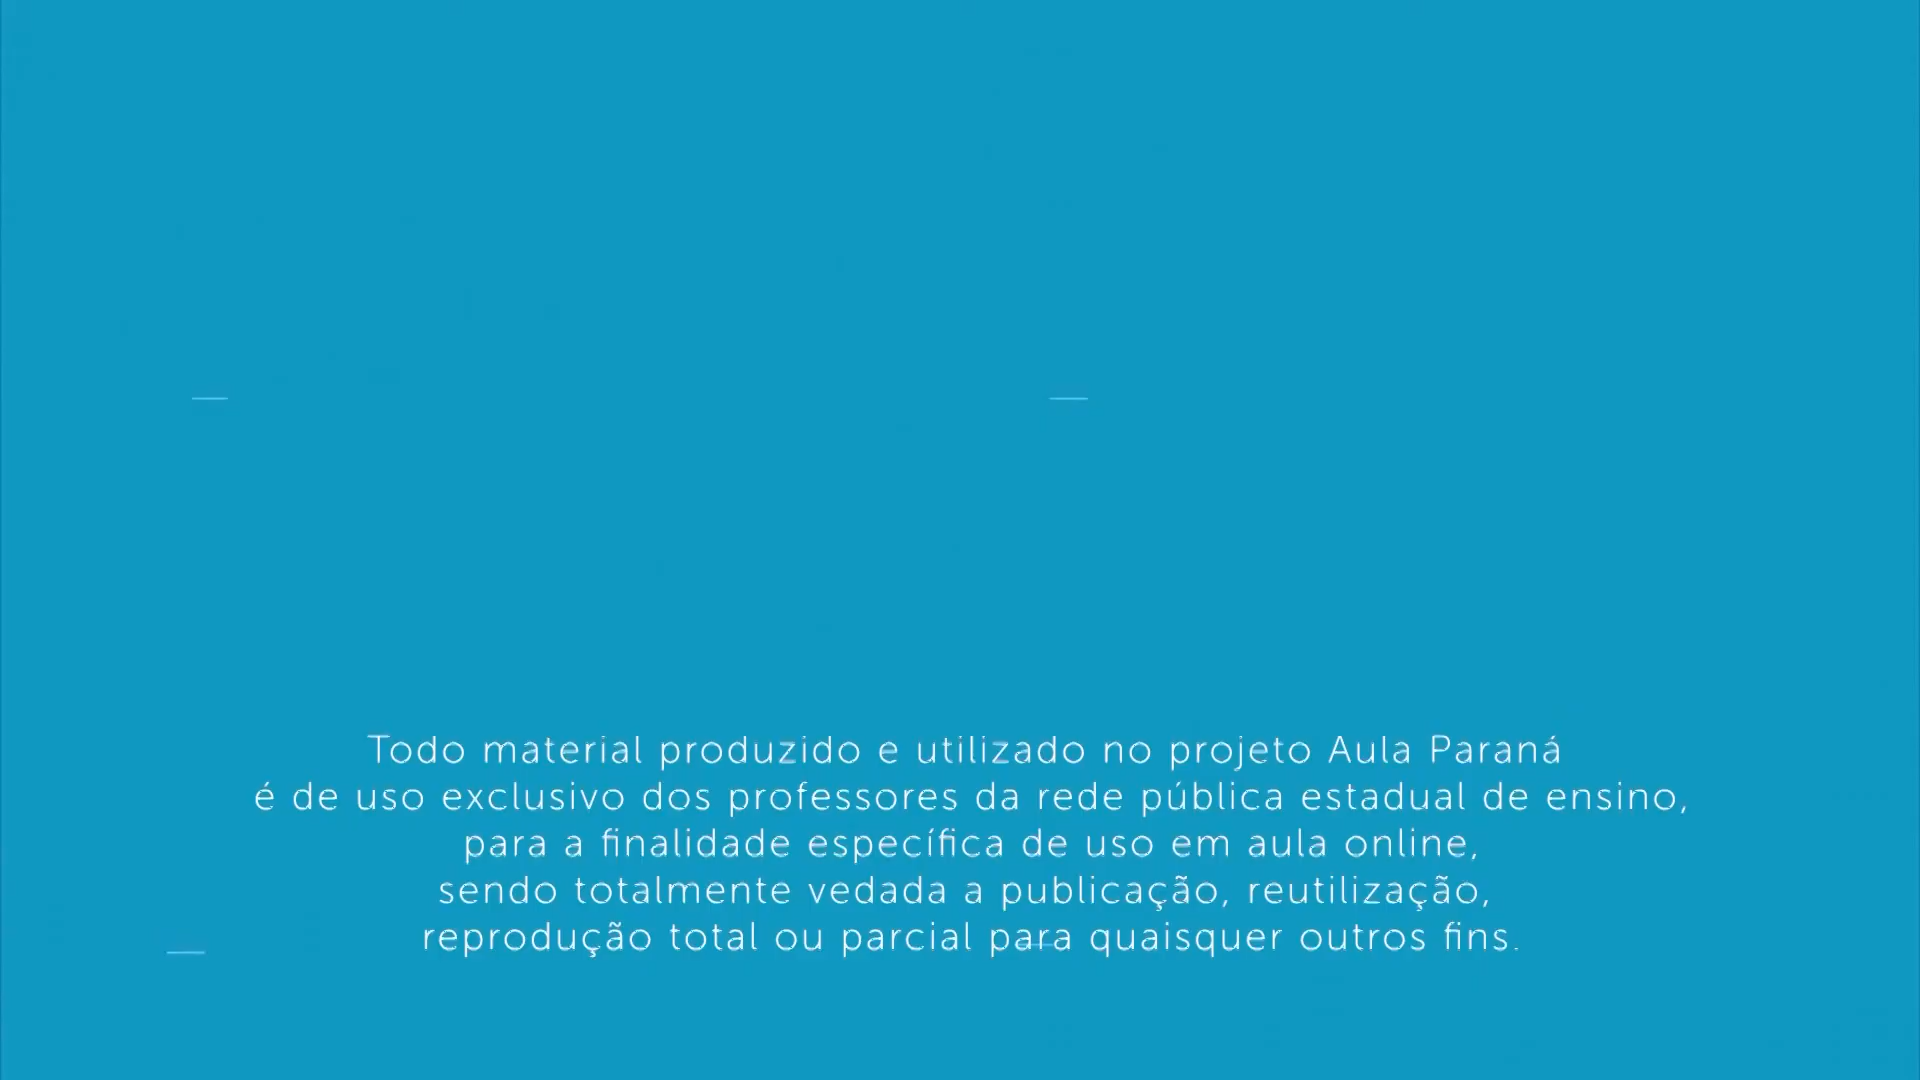 Todo material produzido e utilizado no projeto Aula Paraná
é de uso exclusivo dos professores da rede pública estadual de ensino,
para a finalidade específica de uso em aula online,
sendo totalmente vedada a publicação, reutilização,
reprodução total ou parcial para quaisquer outros fins.